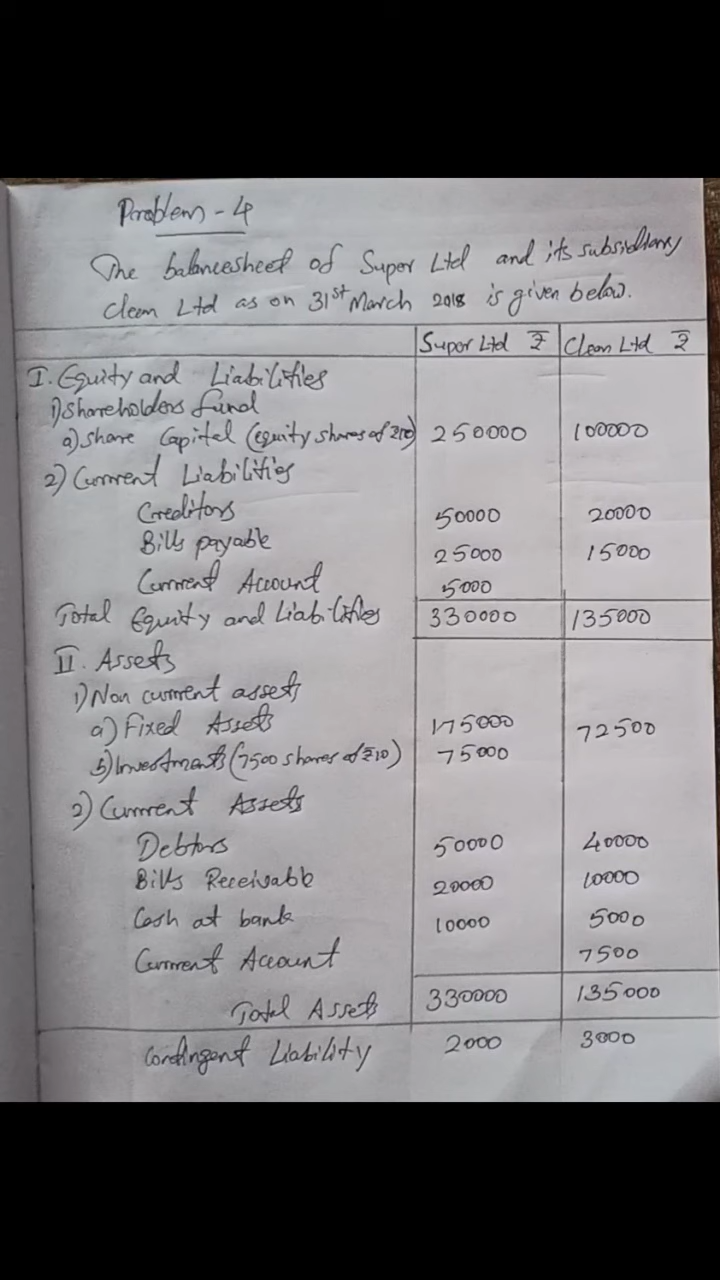 Problem - 4
The balancesheet of Super Ltd and its subsidiary
Clean Ltd as on 31st March 2018 is given below.
Super Ltd ₹ Clean Ltd ₹
I. Equity and Liabilities
1) Shareholders fund
a) Share Capital (equity shares of ₹10) 250000 100000
2) Current Liabilities
Creditors 50000 20000
Bills payable 25000 15000
Current Account 5000
Total Equity and Liabilities 330000 135000
II. Assets
1) Non current assets
a) Fixed Assets 175000 72500
b) Investments (7500 shares of ₹10) 75000
2) Current Assets
Debtors 50000 40000
Bills Receivable 20000 10000
Cash at bank 10000 5000
Current Account 7500
Total Assets 330000 135000
Contingent Liability 2000 3000